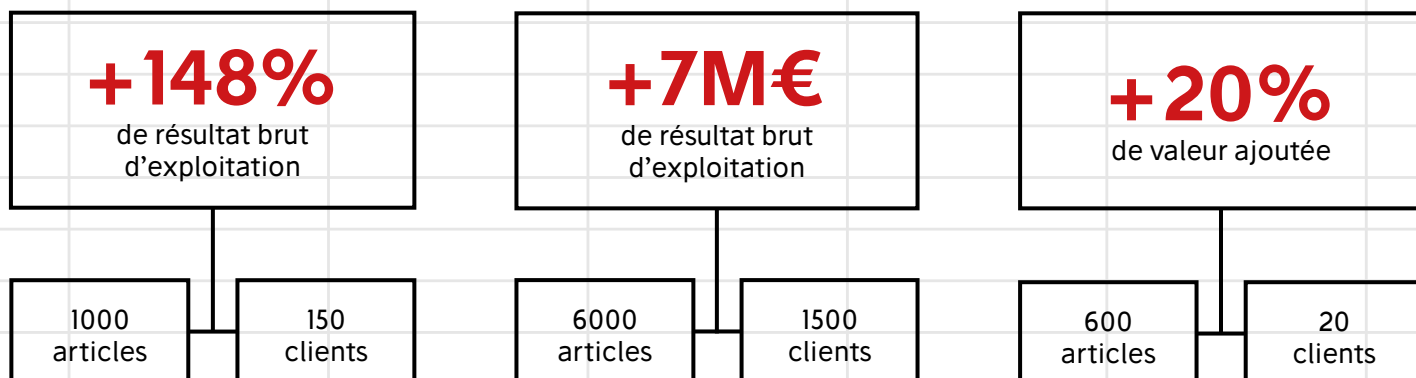 +148%
de résultat brut
d’exploitation
1000
articles
150
clients
+7M€
de résultat brut
d’exploitation
6000
articles
1500
clients
+20%
de valeur ajoutée
600
articles
20
clients